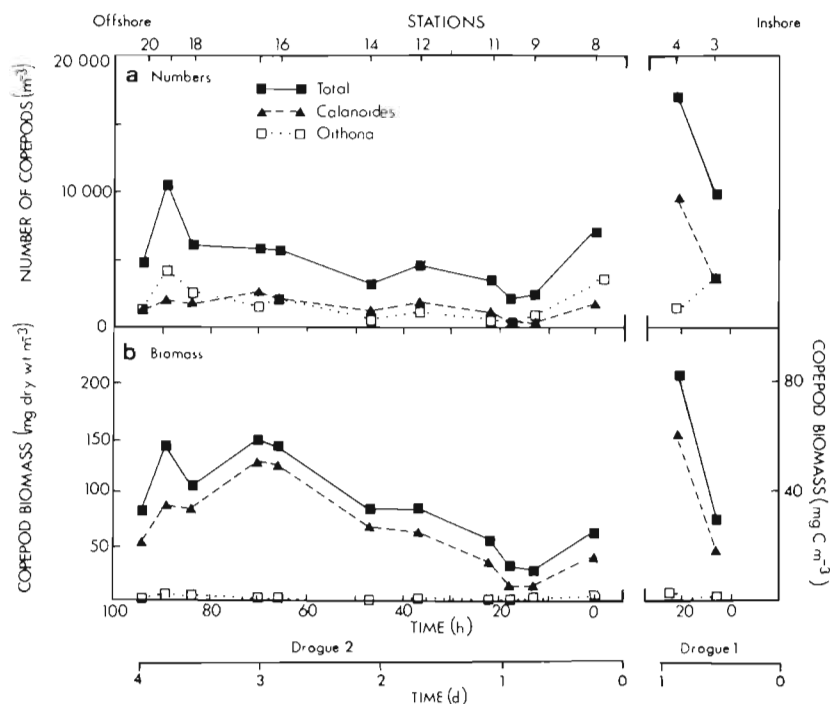 Offshore STATIONS Inshore
20 18 16 14 12 11 9 8 4 3
20 000
a Numbers
Total
Calanoides
Oithona
10 000
0
NUMBER OF COPEPODS (m⁻³)
b Biomass
200
150
100
50
COPEPOD BIOMASS (mg dry wt m⁻³)
80
40
COPEPOD BIOMASS (mg C m⁻³)
100 80 60 40 20 0 20 0
TIME (h)
Drogue 2 Drogue 1
4 3 2 1 0 1 0
TIME (d)